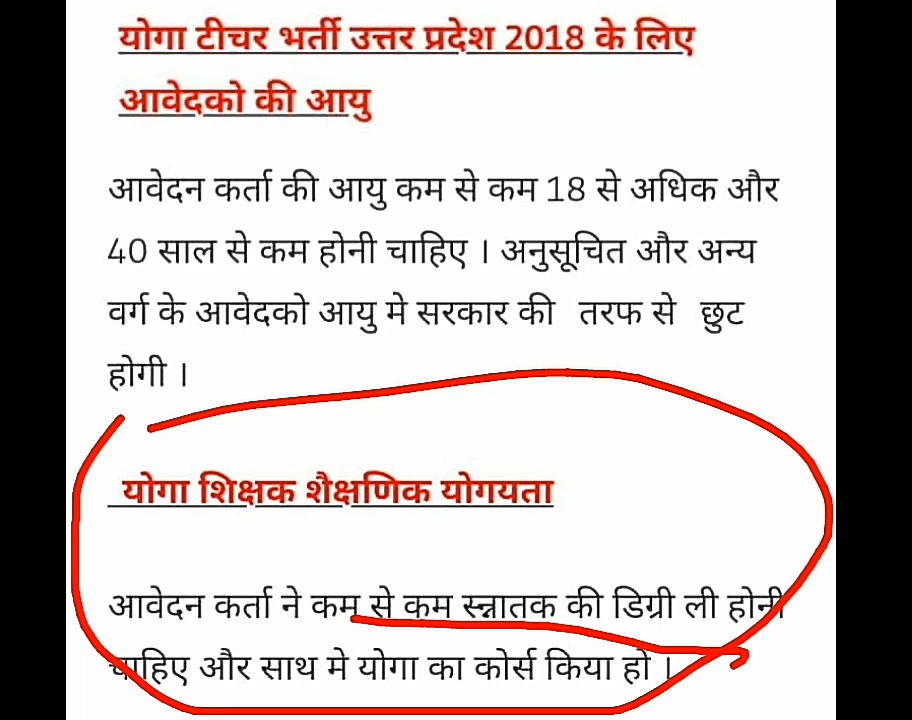 योगा टीचर भर्ती उत्तर प्रदेश 2018 के लिए
आवेदको की आयु
आवेदन कर्ता की आयु कम से कम 18 से अधिक और
40 साल से कम होनी चाहिए । अनुसूचित और अन्य
वर्ग के आवेदको आयु मे सरकार की तरफ से छुट
होगी ।
योगा शिक्षक शैक्षणिक योगयता
आवेदन कर्ता ने कम से कम स्नातक की डिग्री ली होनी
चाहिए और साथ मे योगा का कोर्स किया हो ।